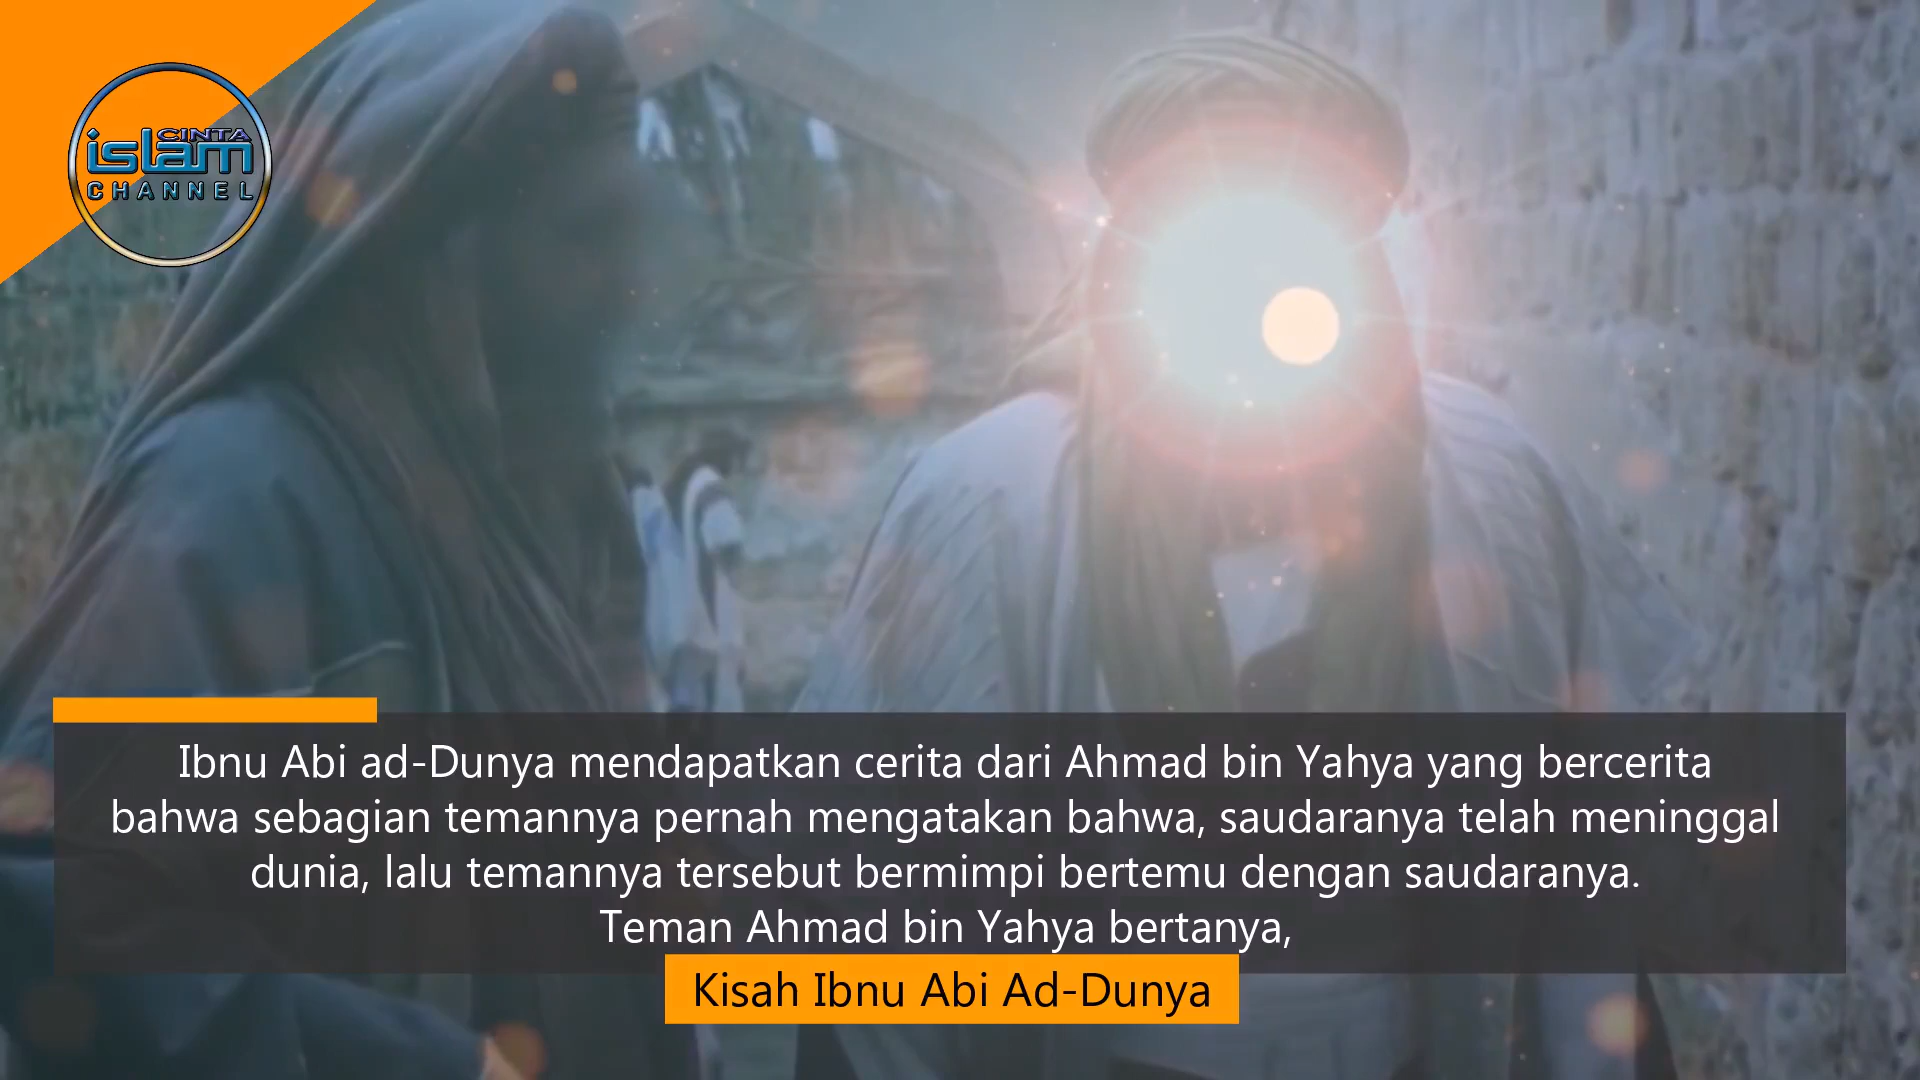 CINTA
islam
CHANNEL
Ibnu Abi ad-Dunya mendapatkan cerita dari Ahmad bin Yahya yang bercerita
bahwa sebagian temannya pernah mengatakan bahwa, saudaranya telah meninggal
dunia, lalu temannya tersebut bermimpi bertemu dengan saudaranya.
Teman Ahmad bin Yahya bertanya,
Kisah Ibnu Abi Ad-Dunya